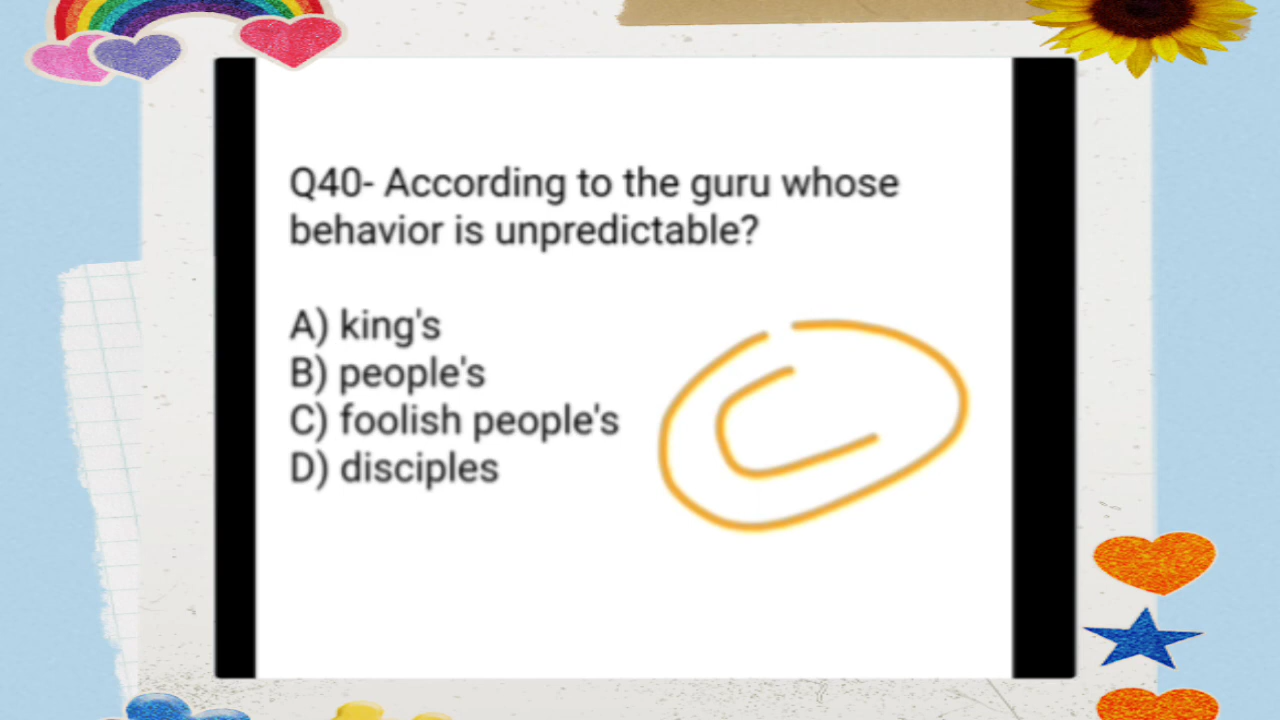 Q40- According to the guru whose
behavior is unpredictable?
A) king's
B) people's
C) foolish people's
D) disciples
C